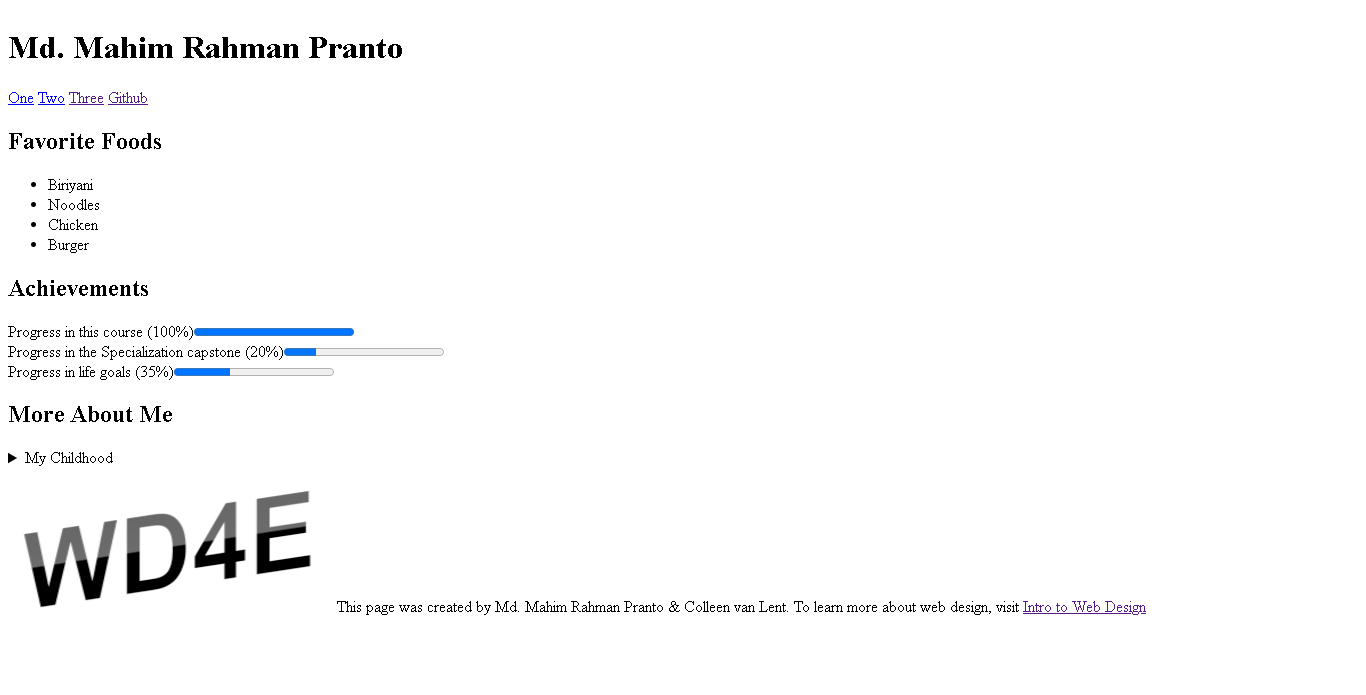 Md. Mahim Rahman Pranto
One Two Three Github
Favorite Foods
Biriyani
Noodles
Chicken
Burger
Achievements
Progress in this course (100%)
Progress in the Specialization capstone (20%)
Progress in life goals (35%)
More About Me
My Childhood
WD4E
This page was created by Md. Mahim Rahman Pranto & Colleen van Lent. To learn more about web design, visit Intro to Web Design